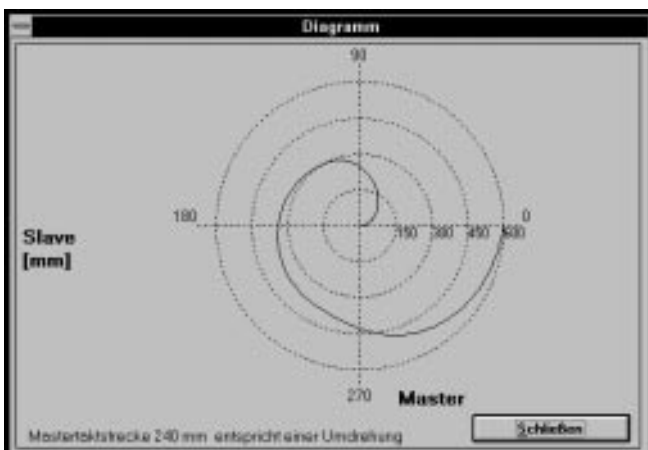 Diagramm
90
180
0
150 300 450 600
Slave
[mm]
270
Master
Mastertaktstrecke 240 mm entspricht einer Umdrehung
Schließen